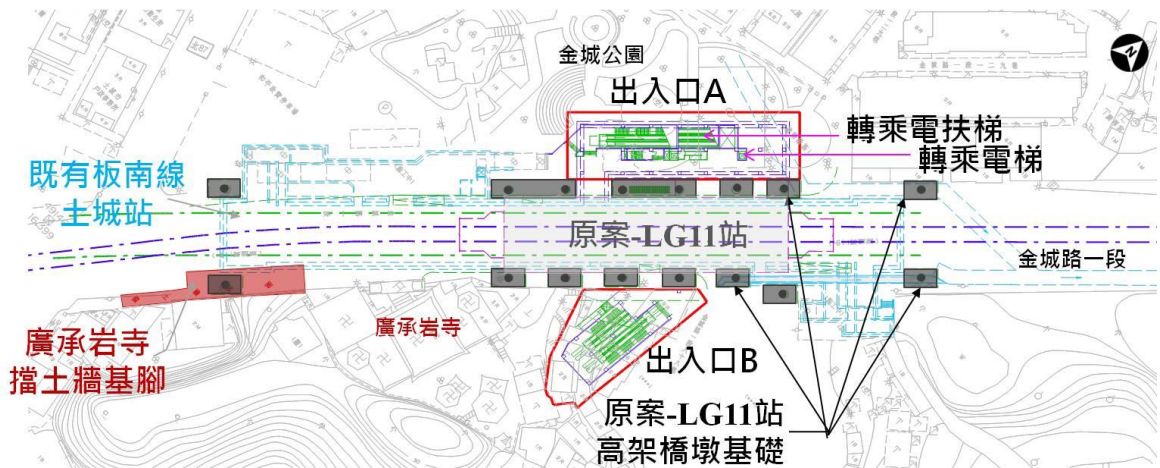 金城公園
出入口A
轉乘電扶梯
轉乘電梯
既有板南線
土城站
原案-LG11站
金城路一段
廣承岩寺
擋土牆基腳
廣承岩寺
出入口B
原案-LG11站
高架橋墩基礎